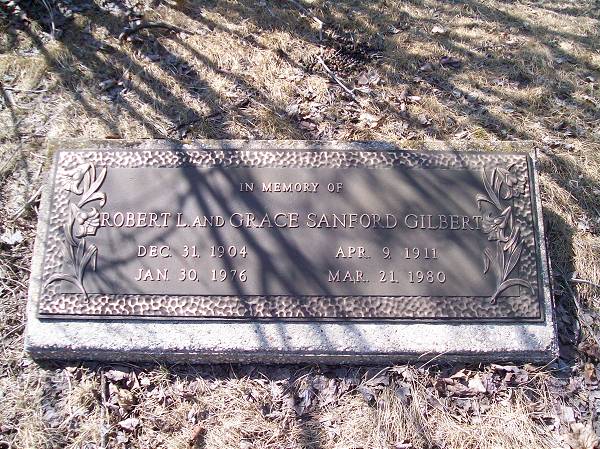 IN MEMORY OF
ROBERT L. AND GRACE SANFORD GILBERT
DEC. 31, 1904 APR. 9, 1911
JAN. 30, 1976 MAR. 21, 1980